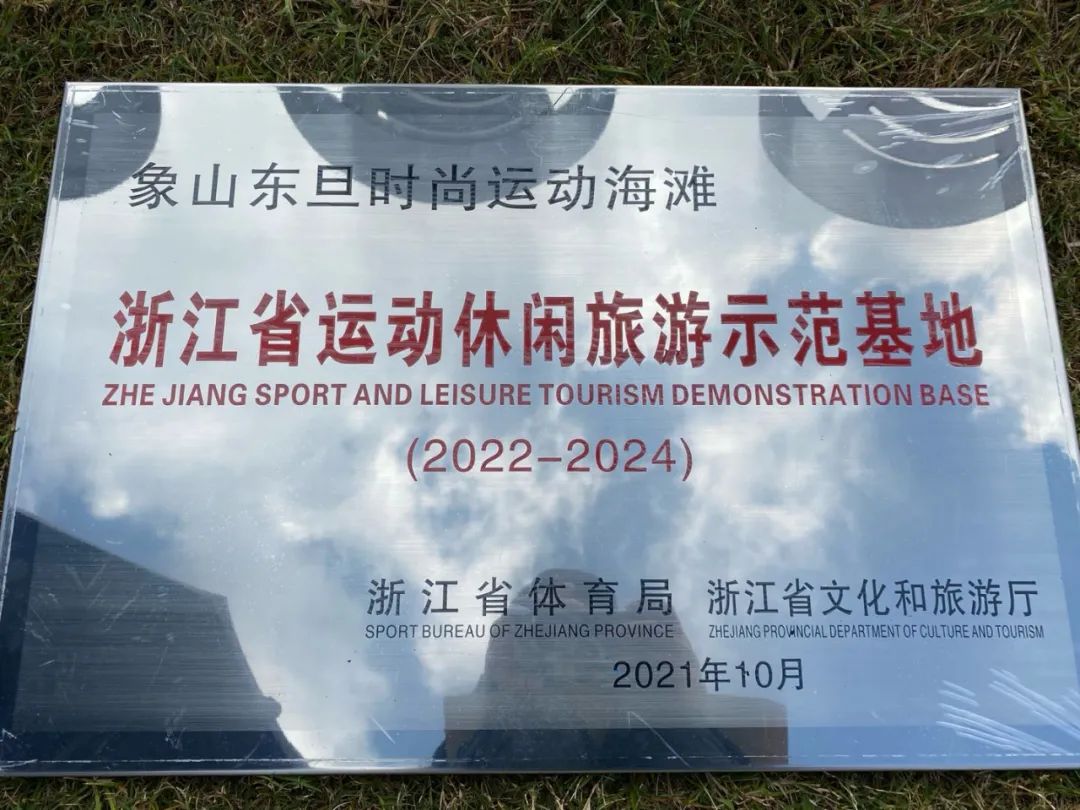 象山东旦时尚运动海滩
浙江省运动休闲旅游示范基地
ZHE JIANG SPORT AND LEISURE TOURISM DEMONSTRATION BASE
(2022-2024)
浙江省体育局 浙江省文化和旅游厅
SPORT BUREAU OF ZHEJIANG PROVINCE ZHEJIANG PROVINCIAL DEPARTMENT OF CULTURE AND TOURISM
2021年10月